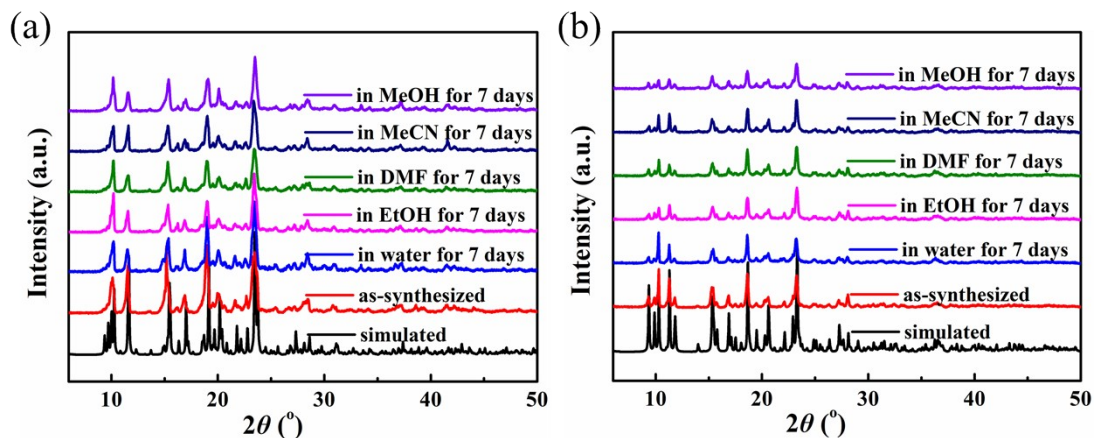 (a)
in MeOH for 7 days
in MeCN for 7 days
in DMF for 7 days
in EtOH for 7 days
in water for 7 days
as-synthesized
simulated
Intensity (a.u.)
10 20 30 40 50
2θ (°)
(b)
in MeOH for 7 days
in MeCN for 7 days
in DMF for 7 days
in EtOH for 7 days
in water for 7 days
as-synthesized
simulated
Intensity (a.u.)
10 20 30 40 50
2θ (°)